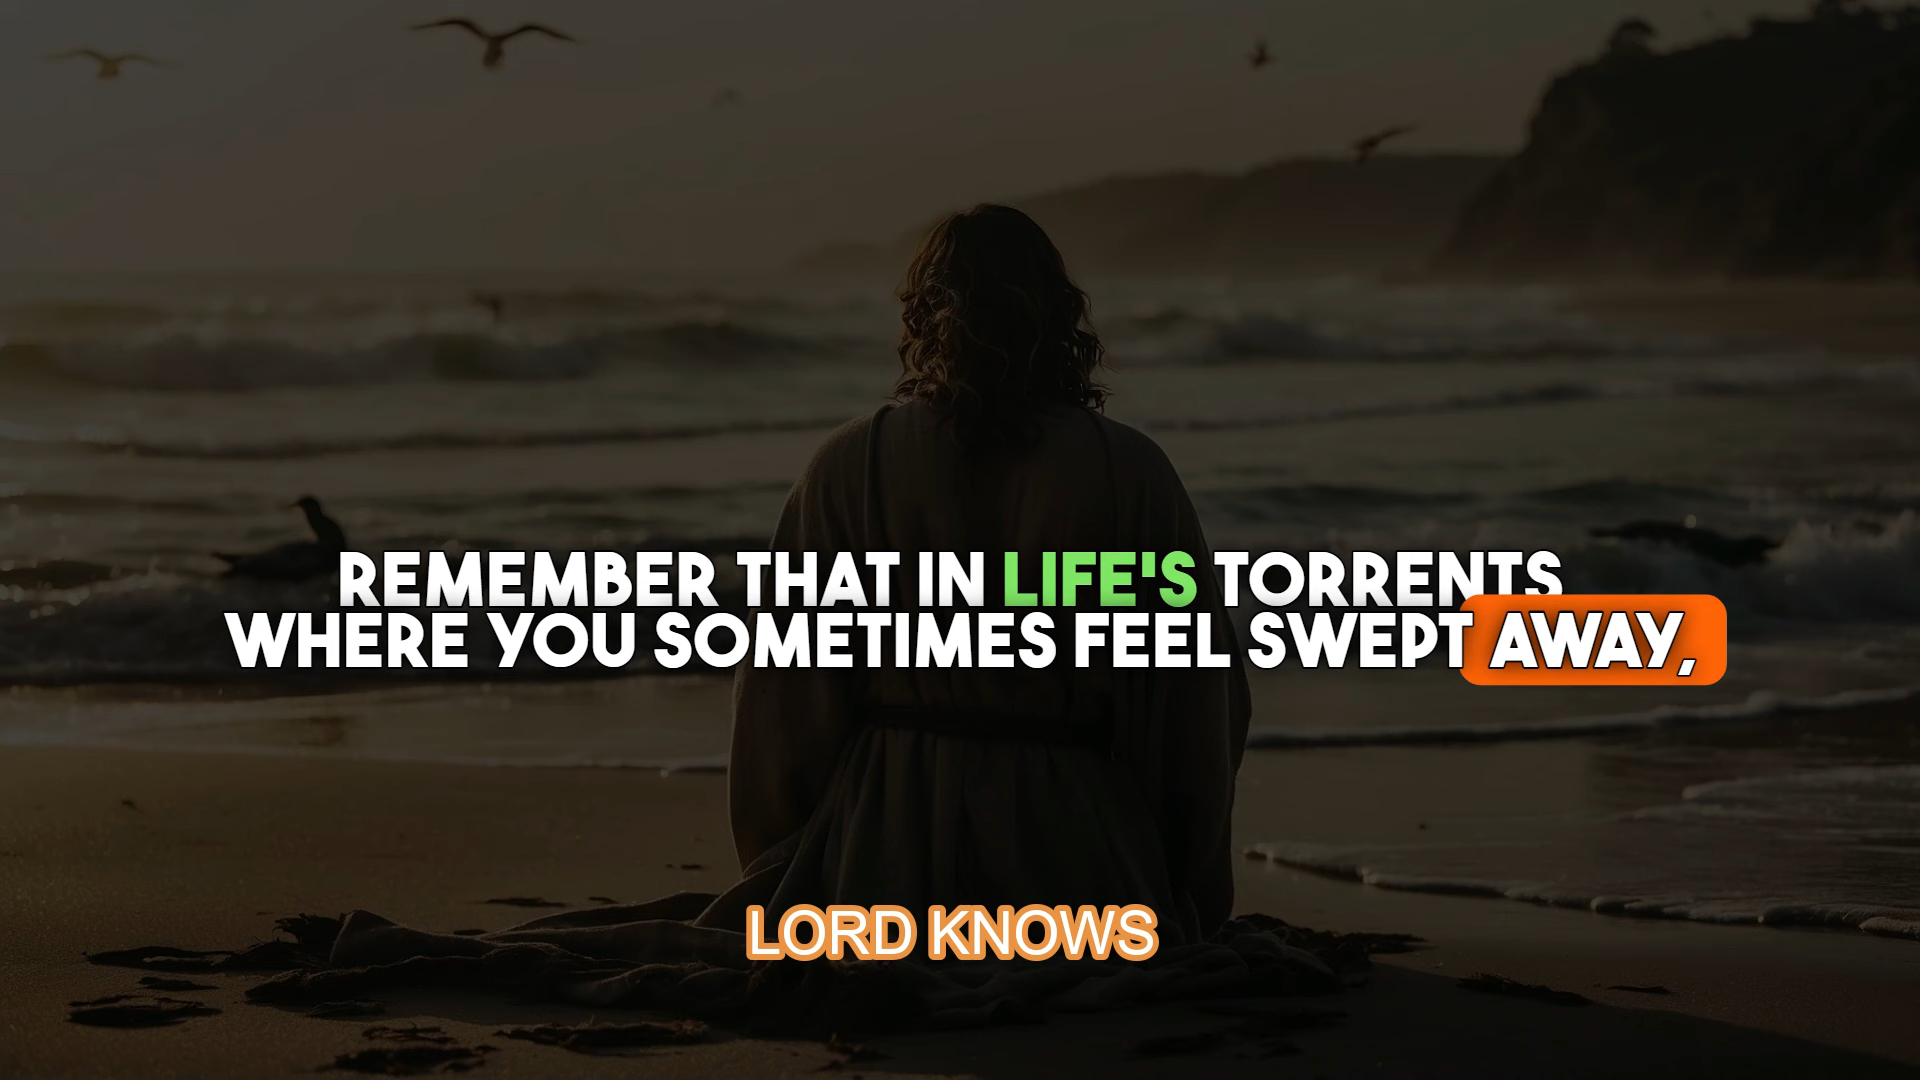 REMEMBER THAT IN LIFE'S TORRENTS
WHERE YOU SOMETIMES FEEL SWEPT AWAY,
LORD KNOWS